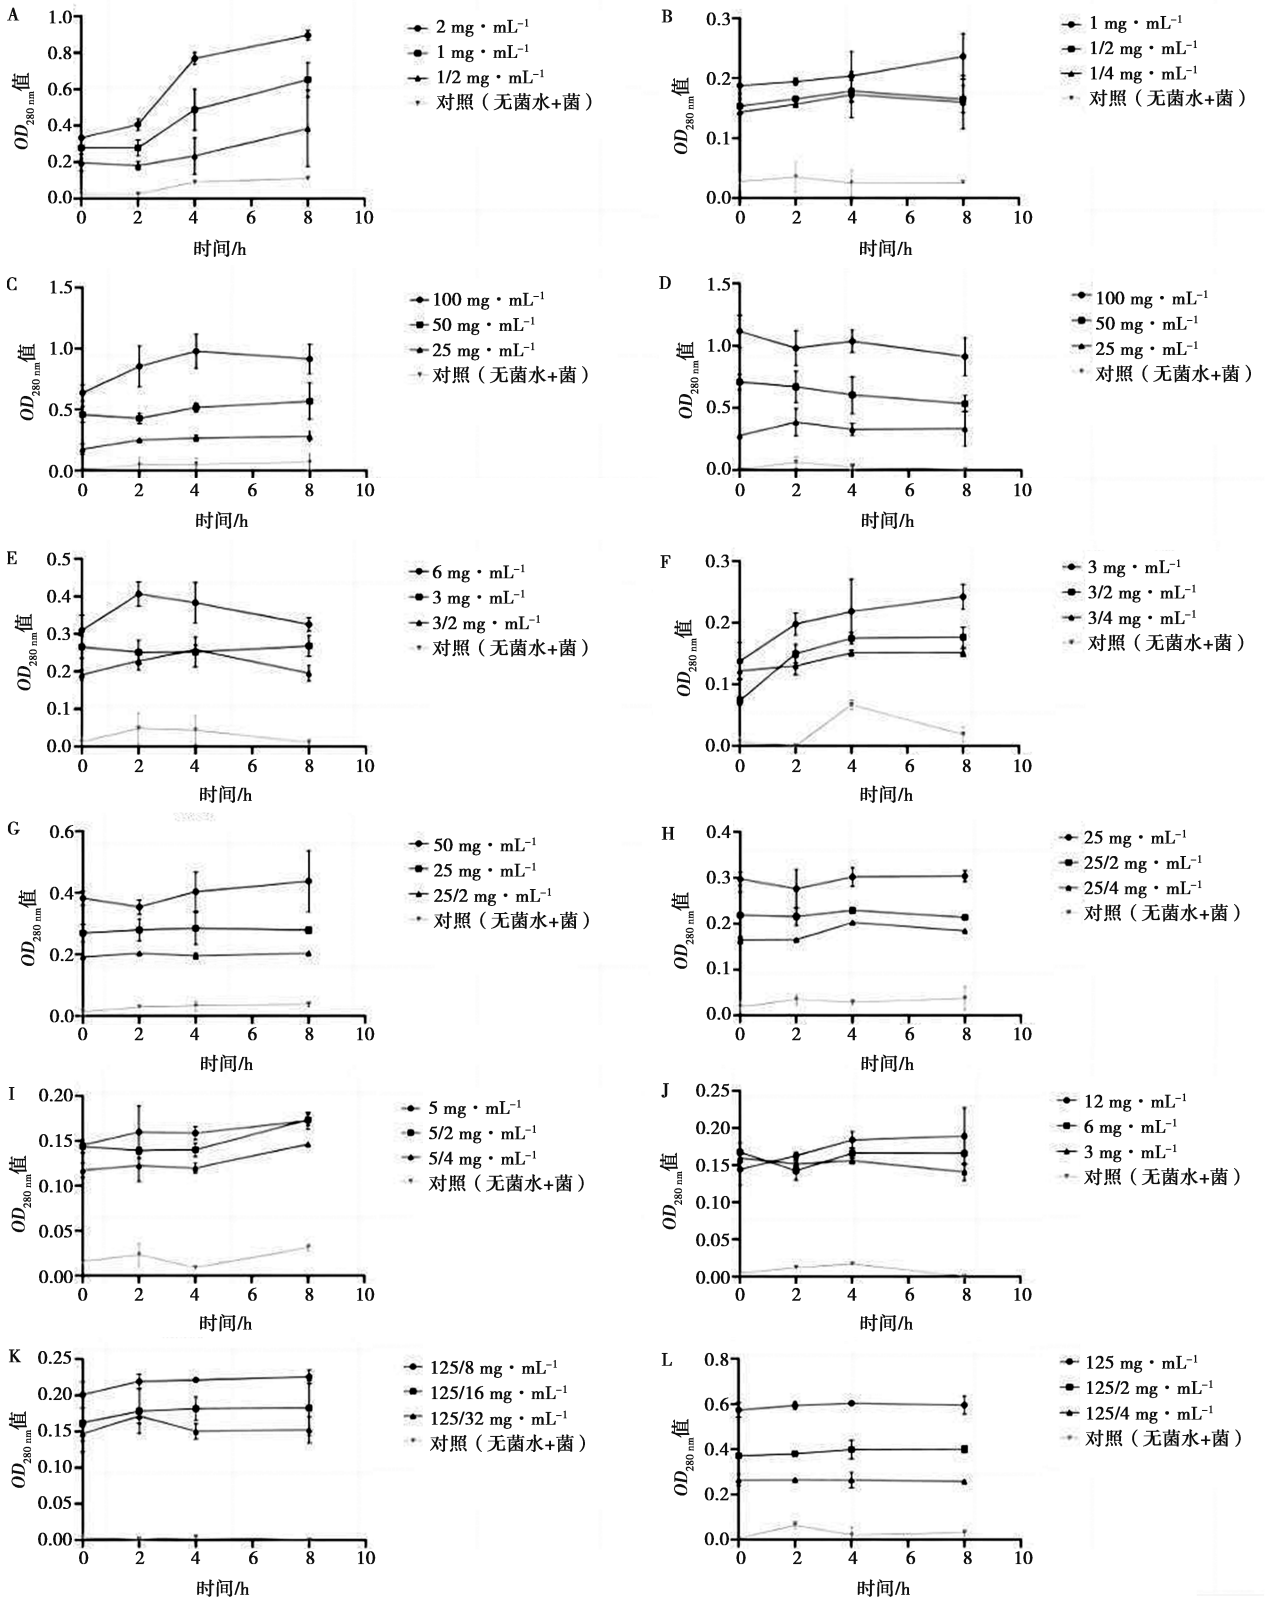 A
1.0
0.8
0.6
0.4
0.2
0.0
OD280 nm值
0 2 4 6 8 10
时间/h
2 mg·mL⁻¹
1 mg·mL⁻¹
1/2 mg·mL⁻¹
对照（无菌水+菌）
B
0.3
0.2
0.1
0.0
OD280 nm值
0 2 4 6 8 10
时间/h
1 mg·mL⁻¹
1/2 mg·mL⁻¹
1/4 mg·mL⁻¹
对照（无菌水+菌）
C
1.5
1.0
0.5
0.0
OD280 nm值
0 2 4 6 8 10
时间/h
100 mg·mL⁻¹
50 mg·mL⁻¹
25 mg·mL⁻¹
对照（无菌水+菌）
D
1.5
1.0
0.5
0.0
OD280 nm值
0 2 4 6 8 10
时间/h
100 mg·mL⁻¹
50 mg·mL⁻¹
25 mg·mL⁻¹
对照（无菌水+菌）
E
0.5
0.4
0.3
0.2
0.1
0.0
OD280 nm值
0 2 4 6 8 10
时间/h
6 mg·mL⁻¹
3 mg·mL⁻¹
3/2 mg·mL⁻¹
对照（无菌水+菌）
F
0.3
0.2
0.1
0.0
OD280 nm值
0 2 4 6 8 10
时间/h
3 mg·mL⁻¹
3/2 mg·mL⁻¹
3/4 mg·mL⁻¹
对照（无菌水+菌）
G
0.6
0.4
0.2
0.0
OD280 nm值
0 2 4 6 8 10
时间/h
50 mg·mL⁻¹
25 mg·mL⁻¹
25/2 mg·mL⁻¹
对照（无菌水+菌）
H
0.4
0.3
0.2
0.1
0.0
OD280 nm值
0 2 4 6 8 10
时间/h
25 mg·mL⁻¹
25/2 mg·mL⁻¹
25/4 mg·mL⁻¹
对照（无菌水+菌）
I
0.20
0.15
0.10
0.05
0.00
OD280 nm值
0 2 4 6 8 10
时间/h
5 mg·mL⁻¹
5/2 mg·mL⁻¹
5/4 mg·mL⁻¹
对照（无菌水+菌）
J
0.25
0.20
0.15
0.10
0.05
0.00
OD280 nm值
0 2 4 6 8 10
时间/h
12 mg·mL⁻¹
6 mg·mL⁻¹
3 mg·mL⁻¹
对照（无菌水+菌）
K
0.25
0.20
0.15
0.10
0.05
0.00
OD280 nm值
0 2 4 6 8 10
时间/h
125/8 mg·mL⁻¹
125/16 mg·mL⁻¹
125/32 mg·mL⁻¹
对照（无菌水+菌）
L
0.8
0.6
0.4
0.2
0.0
OD280 nm值
0 2 4 6 8 10
时间/h
125 mg·mL⁻¹
125/2 mg·mL⁻¹
125/4 mg·mL⁻¹
对照（无菌水+菌）